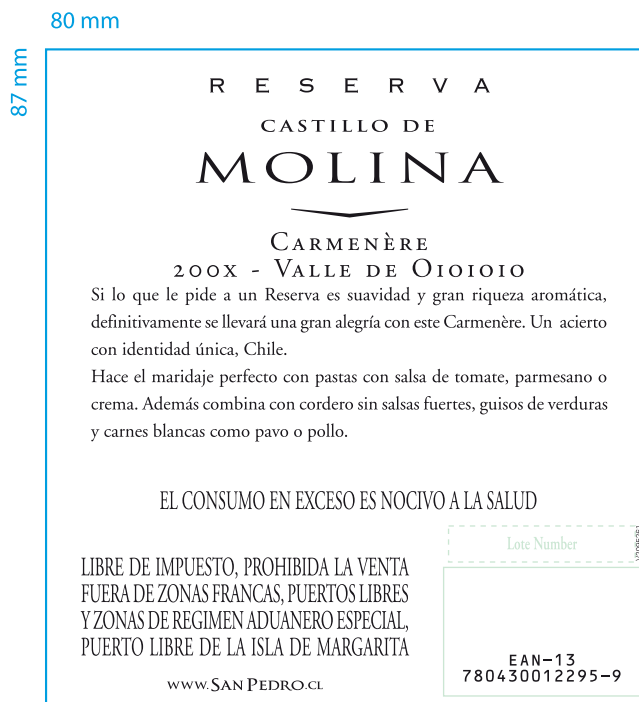 80 mm
87 mm
RESERVA
CASTILLO DE
MOLINA
CARMENÈRE
200X - VALLE DE OIOIOIO
Si lo que le pide a un Reserva es suavidad y gran riqueza aromática,
definitivamente se llevará una gran alegría con este Carmenère. Un acierto
con identidad única, Chile.
Hace el maridaje perfecto con pastas con salsa de tomate, parmesano o
crema. Además combina con cordero sin salsas fuertes, guisos de verduras
y carnes blancas como pavo o pollo.
EL CONSUMO EN EXCESO ES NOCIVO A LA SALUD
Lote Number
LIBRE DE IMPUESTO, PROHIBIDA LA VENTA
FUERA DE ZONAS FRANCAS, PUERTOS LIBRES
Y ZONAS DE REGIMEN ADUANERO ESPECIAL,
PUERTO LIBRE DE LA ISLA DE MARGARITA
WWW.SAN PEDRO.CL
EAN-13
780430012295-9